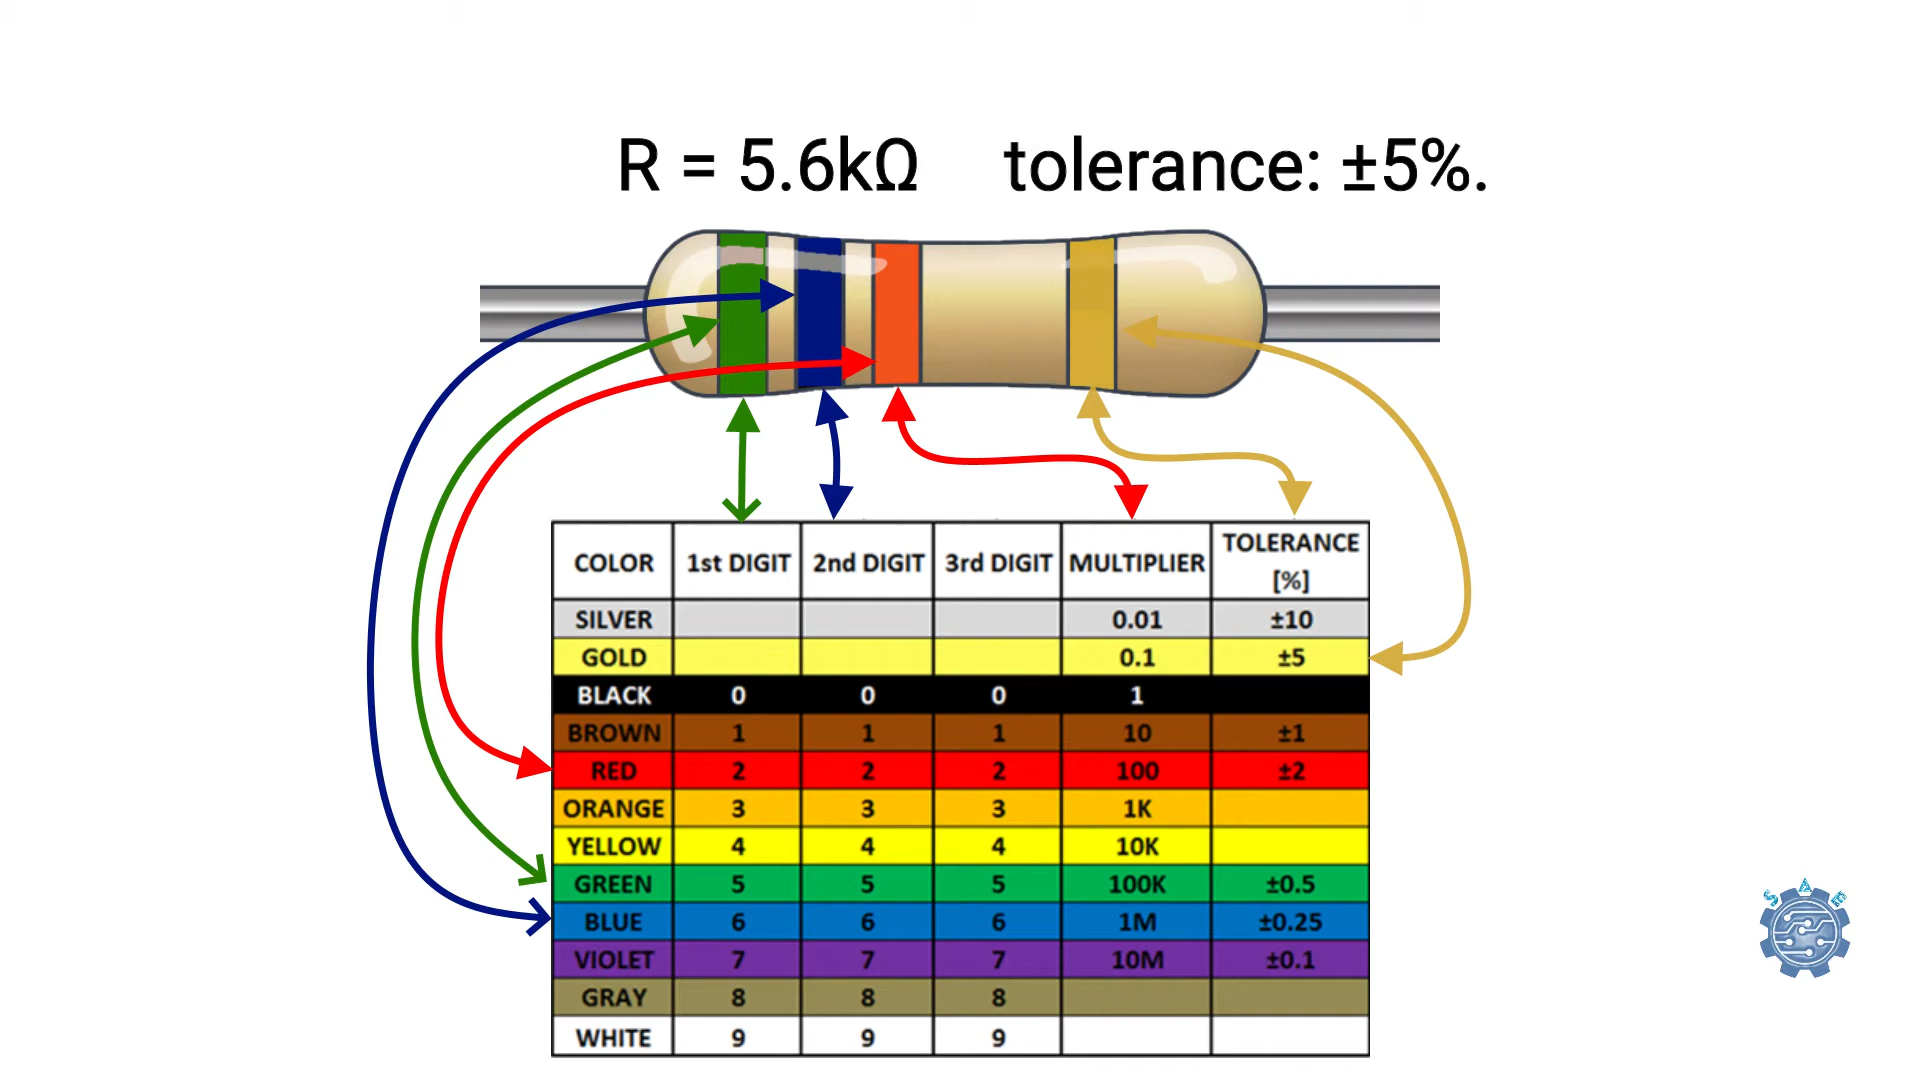 R = 5.6kΩ tolerance: ±5%.
COLOR 1st DIGIT 2nd DIGIT 3rd DIGIT MULTIPLIER TOLERANCE [%]
SILVER 0.01 ±10
GOLD 0.1 ±5
BLACK 0 0 0 1
BROWN 1 1 1 10 ±1
RED 2 2 2 100 ±2
ORANGE 3 3 3 1K
YELLOW 4 4 4 10K
GREEN 5 5 5 100K ±0.5
BLUE 6 6 6 1M ±0.25
VIOLET 7 7 7 10M ±0.1
GRAY 8 8 8
WHITE 9 9 9
SAE